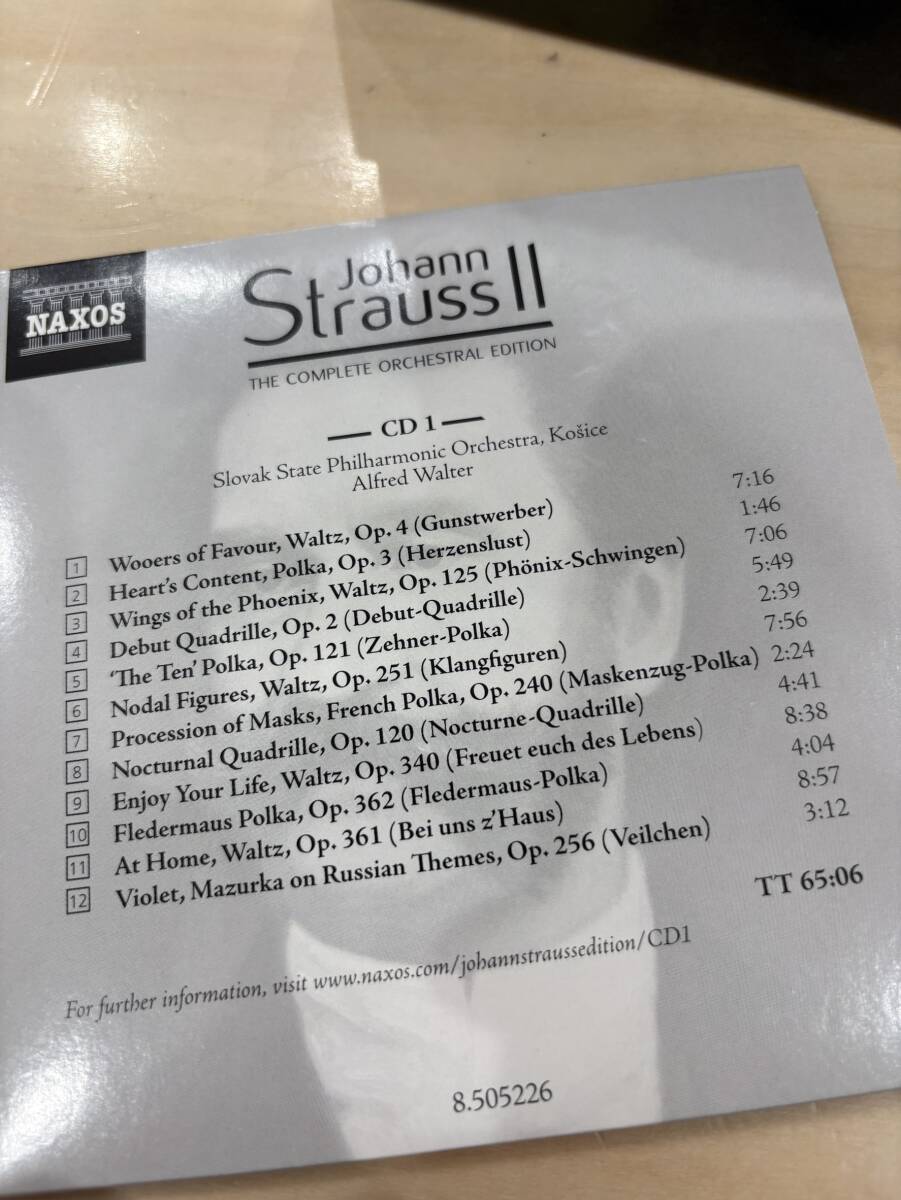 NAXOS
Johann
Strauss II
THE COMPLETE ORCHESTRAL EDITION
— CD 1 —
Slovak State Philharmonic Orchestra, Košice
Alfred Walter
1 Wooers of Favour, Waltz, Op. 4 (Gunstwerber) 7:16
2 Heart's Content, Polka, Op. 3 (Herzenslust) 1:46
3 Wings of the Phoenix, Waltz, Op. 125 (Phönix-Schwingen) 7:06
4 Debut Quadrille, Op. 2 (Debut-Quadrille) 5:49
5 'The Ten' Polka, Op. 121 (Zehner-Polka) 2:39
6 Nodal Figures, Waltz, Op. 251 (Klangfiguren) 7:56
7 Procession of Masks, French Polka, Op. 240 (Maskenzug-Polka) 2:24
8 Nocturnal Quadrille, Op. 120 (Nocturne-Quadrille) 4:41
9 Enjoy Your Life, Waltz, Op. 340 (Freuet euch des Lebens) 8:38
10 Fledermaus Polka, Op. 362 (Fledermaus-Polka) 4:04
11 At Home, Waltz, Op. 361 (Bei uns z'Haus) 8:57
12 Violet, Mazurka on Russian Themes, Op. 256 (Veilchen) 3:12
TT 65:06
For further information, visit www.naxos.com/johannstraussedition/CD1
8.505226